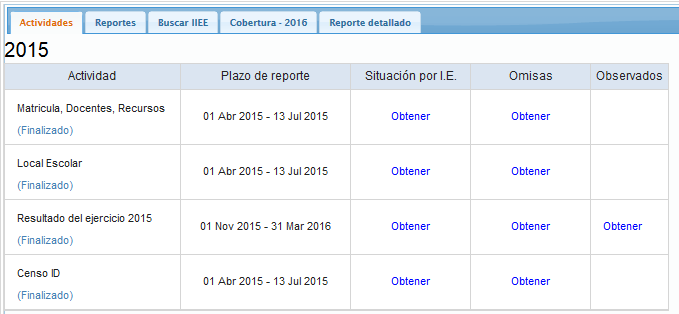 Actividades Reportes Buscar IIEE Cobertura - 2016 Reporte detallado
2015
Actividad Plazo de reporte Situación por I.E. Omisas Observados
Matricula, Docentes, Recursos
(Finalizado)
01 Abr 2015 - 13 Jul 2015 Obtener Obtener
Local Escolar
(Finalizado)
01 Abr 2015 - 13 Jul 2015 Obtener Obtener
Resultado del ejercicio 2015
(Finalizado)
01 Nov 2015 - 31 Mar 2016 Obtener Obtener Obtener
Censo ID
(Finalizado)
01 Abr 2015 - 13 Jul 2015 Obtener Obtener